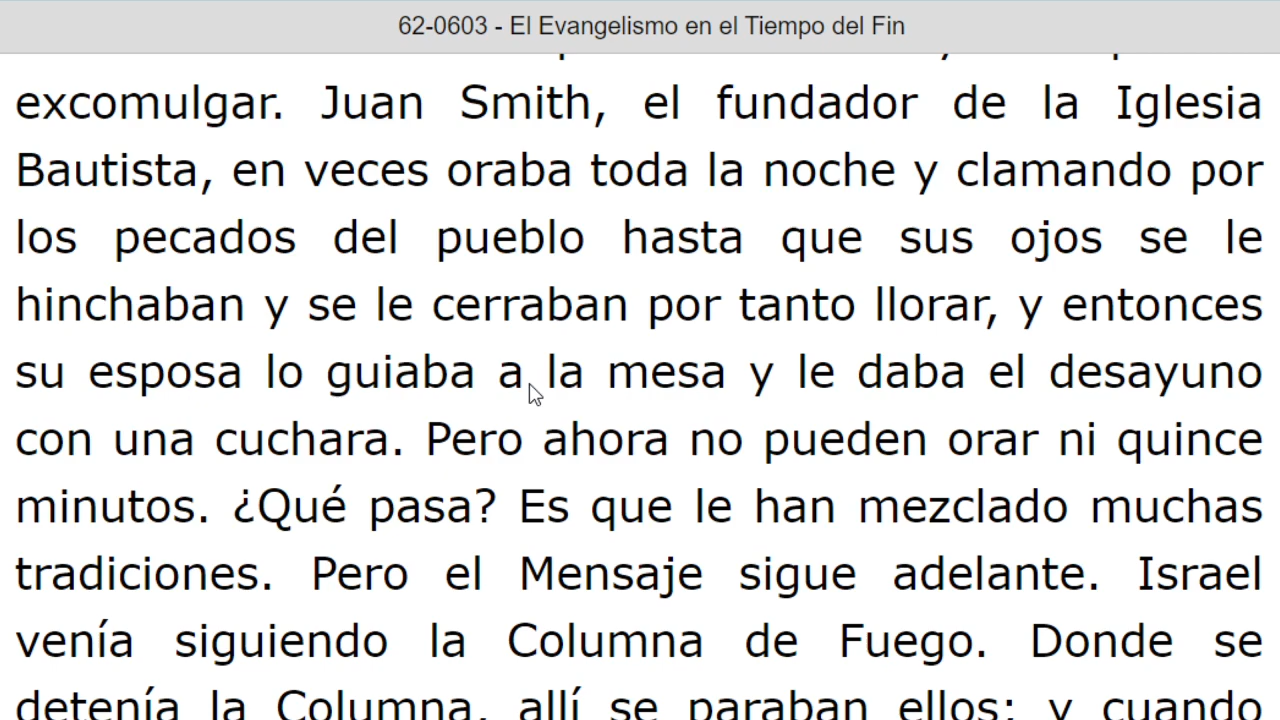 62-0603 - El Evangelismo en el Tiempo del Fin
excomulgar. Juan Smith, el fundador de la Iglesia
Bautista, en veces oraba toda la noche y clamando por
los pecados del pueblo hasta que sus ojos se le
hinchaban y se le cerraban por tanto llorar, y entonces
su esposa lo guiaba a la mesa y le daba el desayuno
con una cuchara. Pero ahora no pueden orar ni quince
minutos. ¿Qué pasa? Es que le han mezclado muchas
tradiciones. Pero el Mensaje sigue adelante. Israel
venía siguiendo la Columna de Fuego. Donde se
detenía la Columna, allí se paraban ellos; y cuando